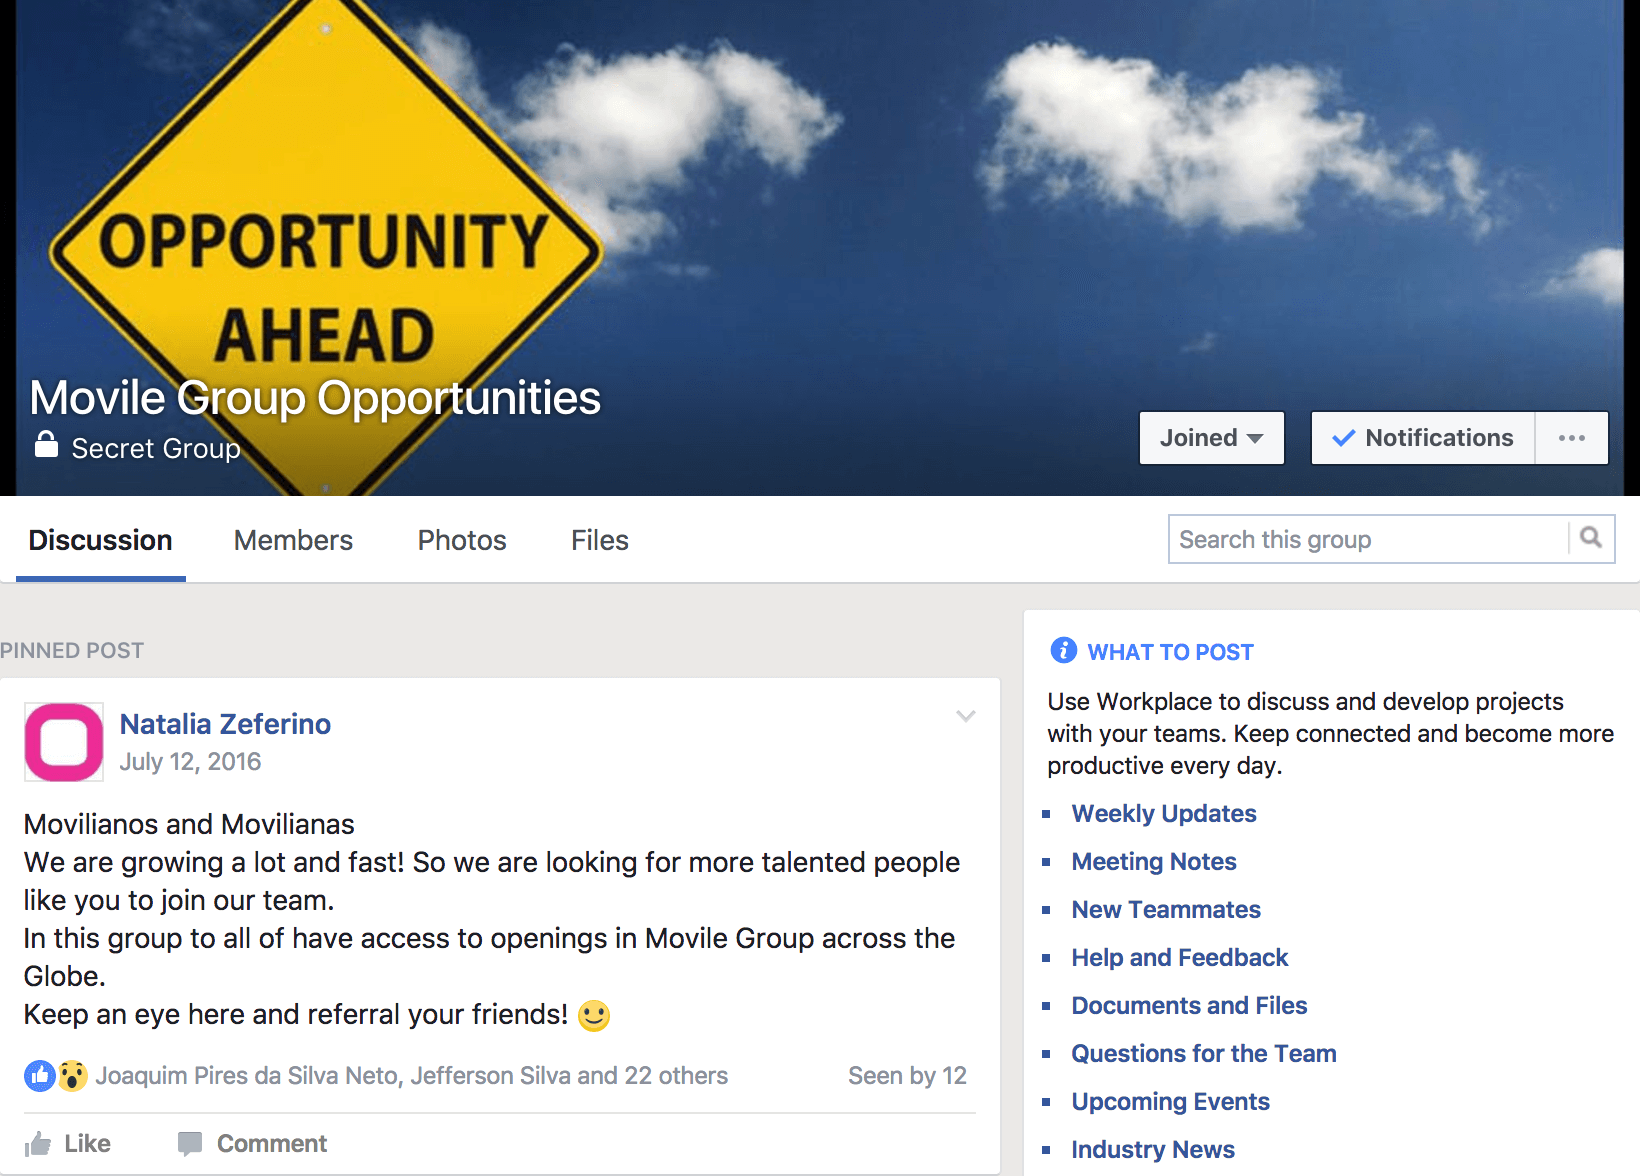 OPPORTUNITY
AHEAD
Movile Group Opportunities
Secret Group
Joined
Notifications
Discussion
Members
Photos
Files
Search this group
PINNED POST
Natalia Zeferino
July 12, 2016
Movilianos and Movilianas
We are growing a lot and fast! So we are looking for more talented people
like you to join our team.
In this group to all of have access to openings in Movile Group across the
Globe.
Keep an eye here and referral your friends!
Joaquim Pires da Silva Neto, Jefferson Silva and 22 others
Seen by 12
Like
Comment
WHAT TO POST
Use Workplace to discuss and develop projects
with your teams. Keep connected and become more
productive every day.
Weekly Updates
Meeting Notes
New Teammates
Help and Feedback
Documents and Files
Questions for the Team
Upcoming Events
Industry News